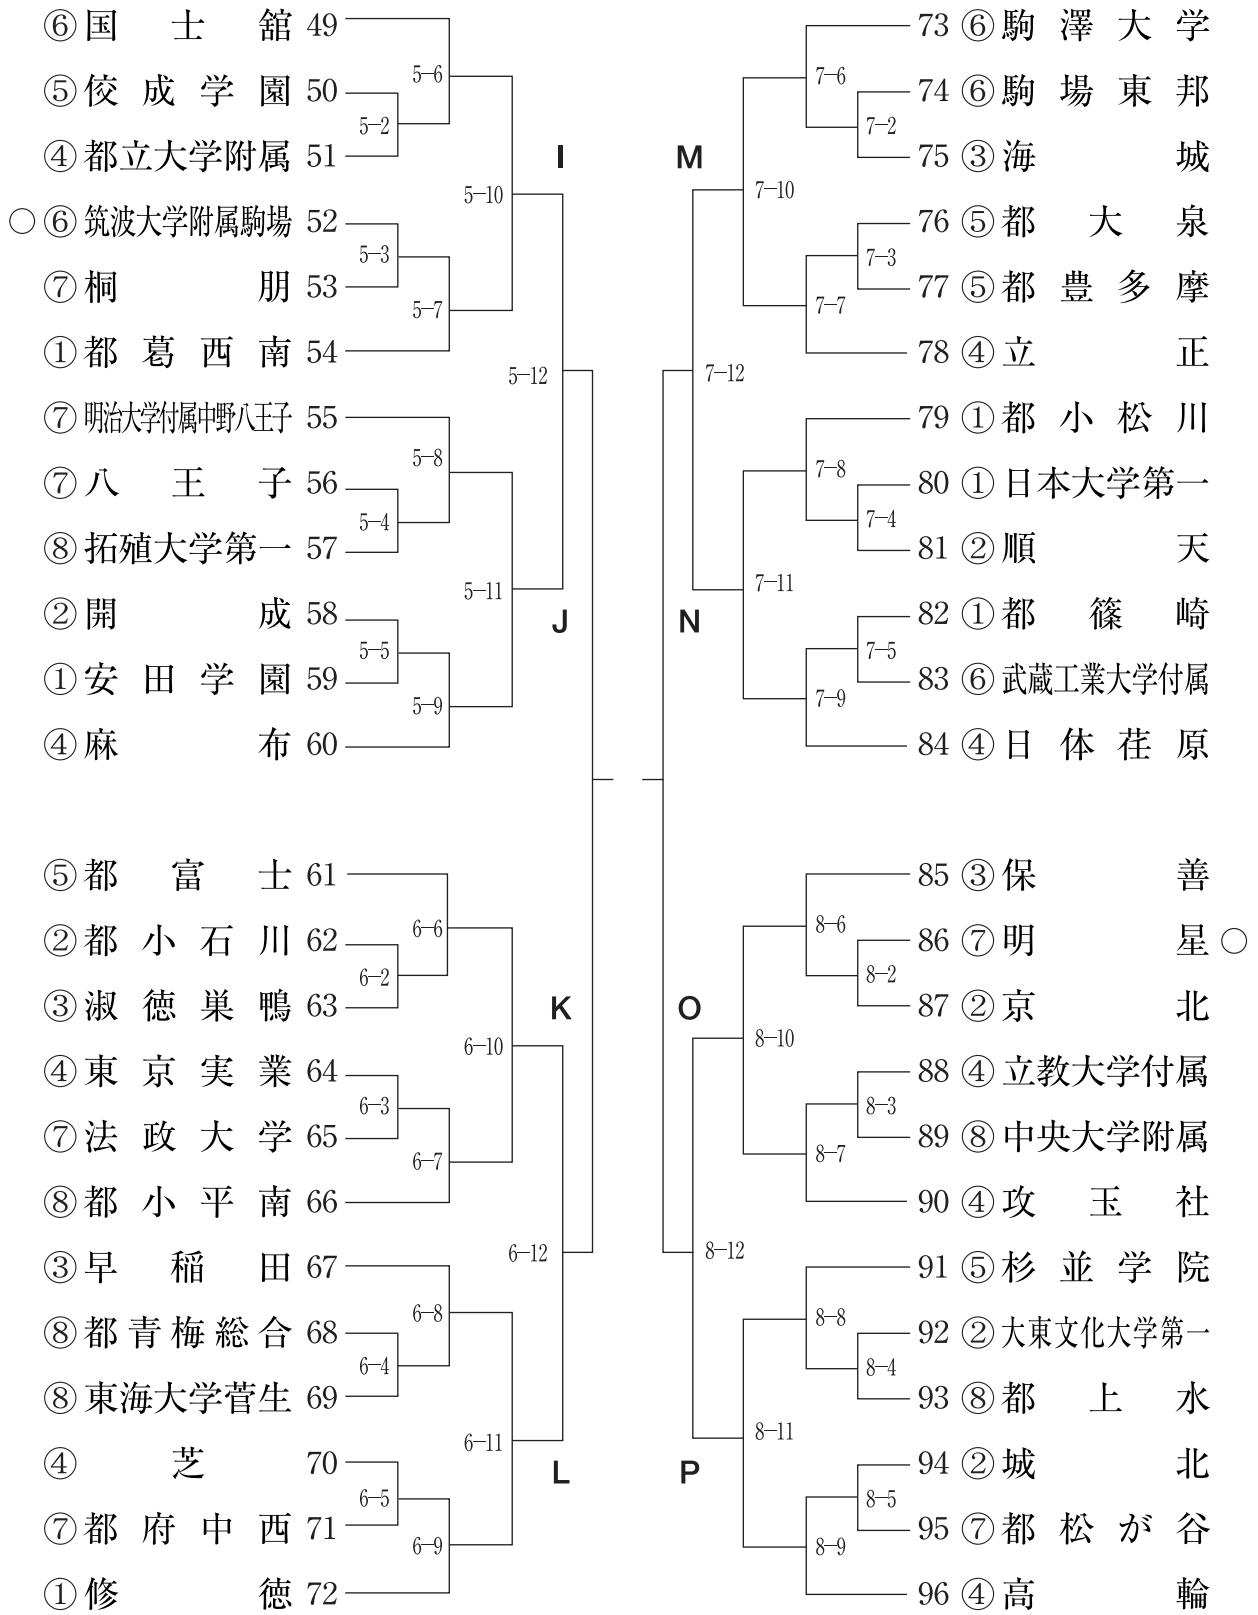 ⑥ 国士舘 49
5-6
⑤ 佼成学園 50
5-2
④ 都立大学附属 51
I
5-10
○ ⑥ 筑波大学附属駒場 52
5-3
⑦ 桐朋 53
5-7
① 都葛西南 54
5-12
⑦ 明治大学付属中野八王子 55
5-8
⑦ 八王子 56
5-4
⑧ 拓殖大学第一 57
5-11
② 開成 58
J
5-5
① 安田学園 59
5-9
④ 麻布 60
⑤ 都富士 61
6-6
② 都小石川 62
6-2
③ 淑徳巣鴨 63
K
6-10
④ 東京実業 64
6-3
⑦ 法政大学 65
6-7
⑧ 都小平南 66
6-12
③ 早稲田 67
6-8
⑧ 都青梅総合 68
6-4
⑧ 東海大学菅生 69
6-11
④ 芝 70
L
6-5
⑦ 都府中西 71
6-9
① 修徳 72
73 ⑥ 駒澤大学
7-6
74 ⑥ 駒場東邦
7-2
75 ③ 海城
M
7-10
76 ⑤ 都大泉
7-3
77 ⑤ 都豊多摩
7-7
78 ④ 立正
7-12
79 ① 都小松川
7-8
80 ① 日本大学第一
7-4
81 ② 順天
7-11
82 ① 都篠崎
N
7-5
83 ⑥ 武蔵工業大学付属
7-9
84 ④ 日体荏原
85 ③ 保善
8-6
86 ⑦ 明星 ○
8-2
87 ② 京北
O
8-10
88 ④ 立教大学付属
8-3
89 ⑧ 中央大学附属
8-7
90 ④ 攻玉社
8-12
91 ⑤ 杉並学院
8-8
92 ② 大東文化大学第一
8-4
93 ⑧ 都上水
8-11
94 ② 城北
P
8-5
95 ⑦ 都松が谷
8-9
96 ④ 高輪